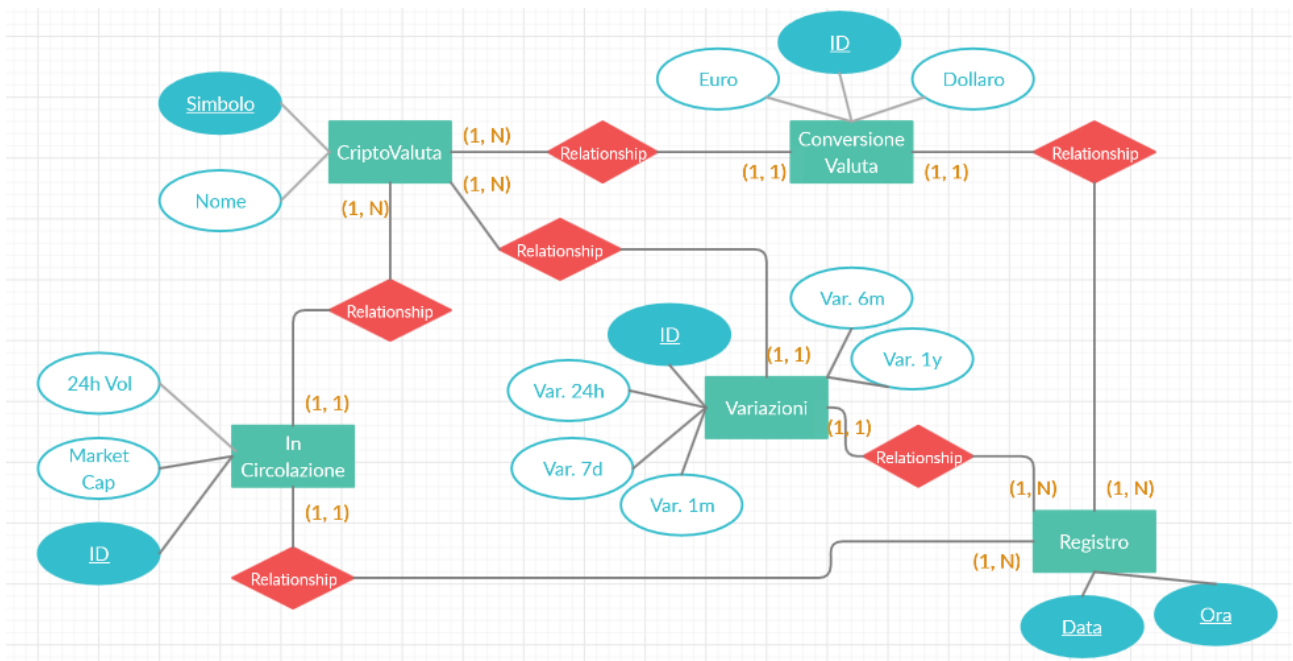 ID
Euro
Dollaro
Simbolo
CriptoValuta
(1, N)
Relationship
Conversione
Valuta
(1, 1)
(1, 1)
Relationship
(1, N)
Nome
(1, N)
Relationship
Relationship
Var. 6m
ID
Var. 1y
(1, 1)
24h Vol
Var. 24h
Variazioni
(1, 1)
(1, 1)
In
Circolazione
Market
Cap
Var. 7d
Relationship
Var. 1m
(1, N)
(1, N)
(1, 1)
ID
Registro
(1, N)
Relationship
Data
Ora